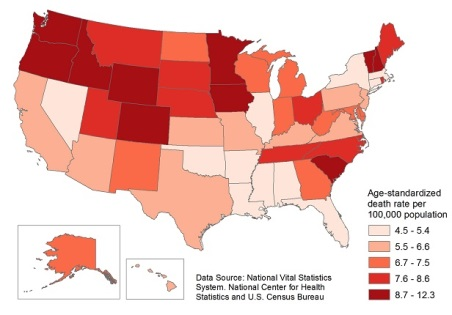 Age-standardized
death rate per
100,000 population
4.5 - 5.4
5.5 - 6.6
6.7 - 7.5
7.6 - 8.6
8.7 - 12.3
Data Source: National Vital Statistics
System. National Center for Health
Statistics and U.S. Census Bureau